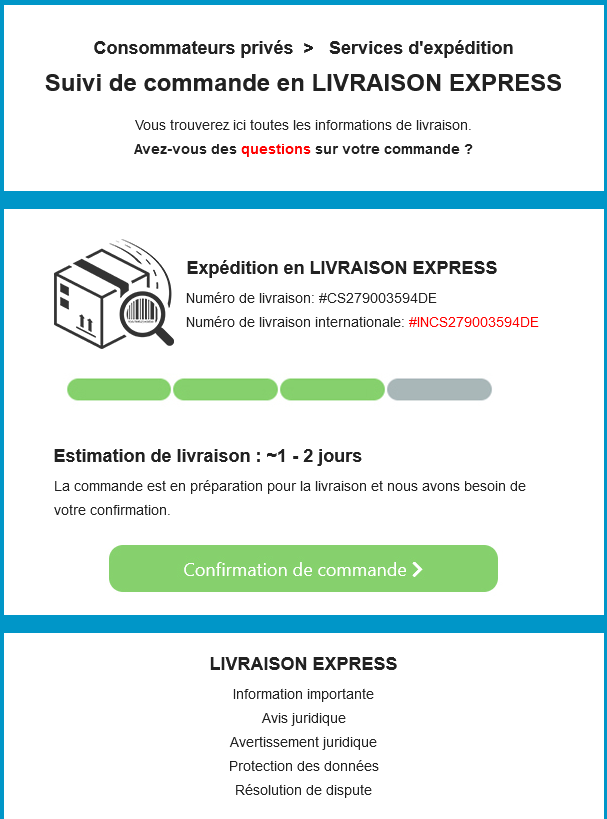 Consommateurs privés > Services d'expédition
Suivi de commande en LIVRAISON EXPRESS
Vous trouverez ici toutes les informations de livraison.
Avez-vous des questions sur votre commande ?
Expédition en LIVRAISON EXPRESS
Numéro de livraison: #CS279003594DE
Numéro de livraison internationale: #INCS279003594DE
Estimation de livraison : ~1 - 2 jours
La commande est en préparation pour la livraison et nous avons besoin de
votre confirmation.
Confirmation de commande
LIVRAISON EXPRESS
Information importante
Avis juridique
Avertissement juridique
Protection des données
Résolution de dispute